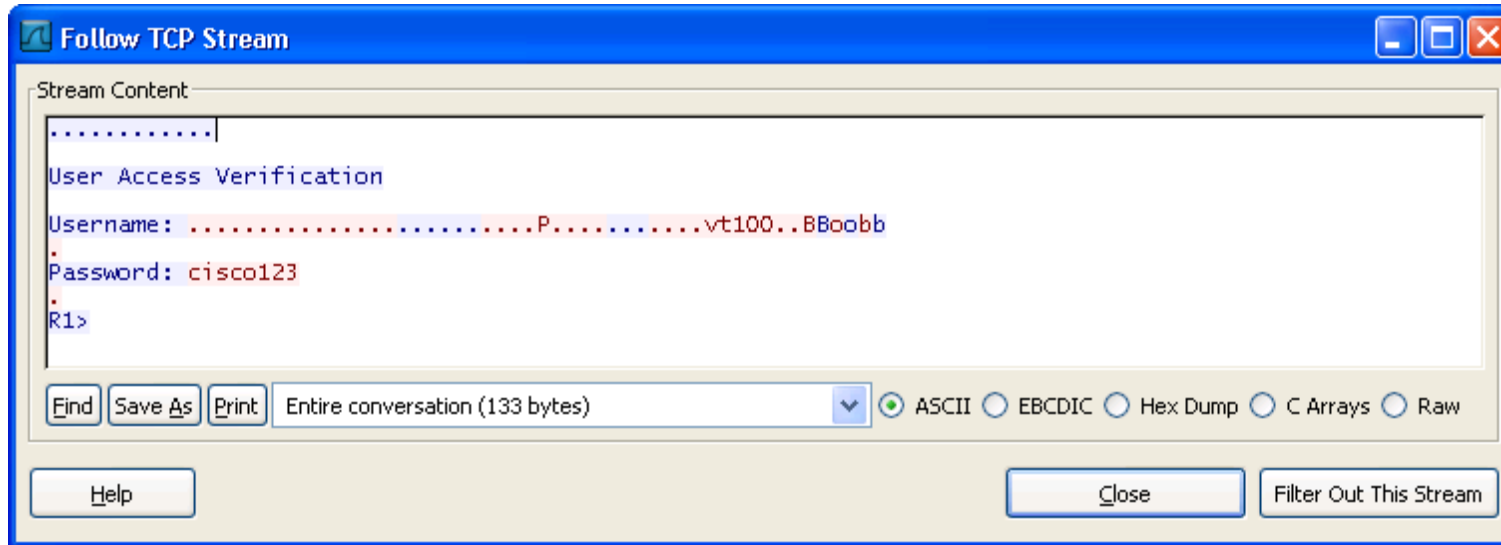 Follow TCP Stream
Stream Content
............
User Access Verification
Username: .........................P...........vt100..BBoobb
.
Password: cisco123
.
R1>
Find Save As Print Entire conversation (133 bytes) ASCII EBCDIC Hex Dump C Arrays Raw
Help Close Filter Out This Stream